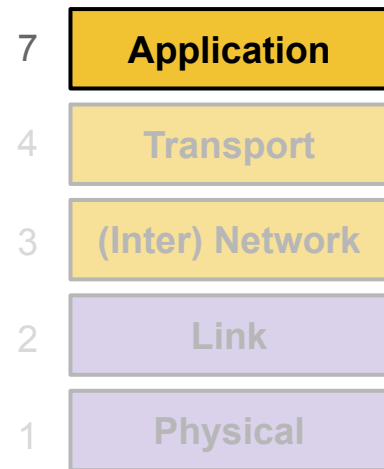 7 Application
4 Transport
3 (Inter) Network
2 Link
1 Physical